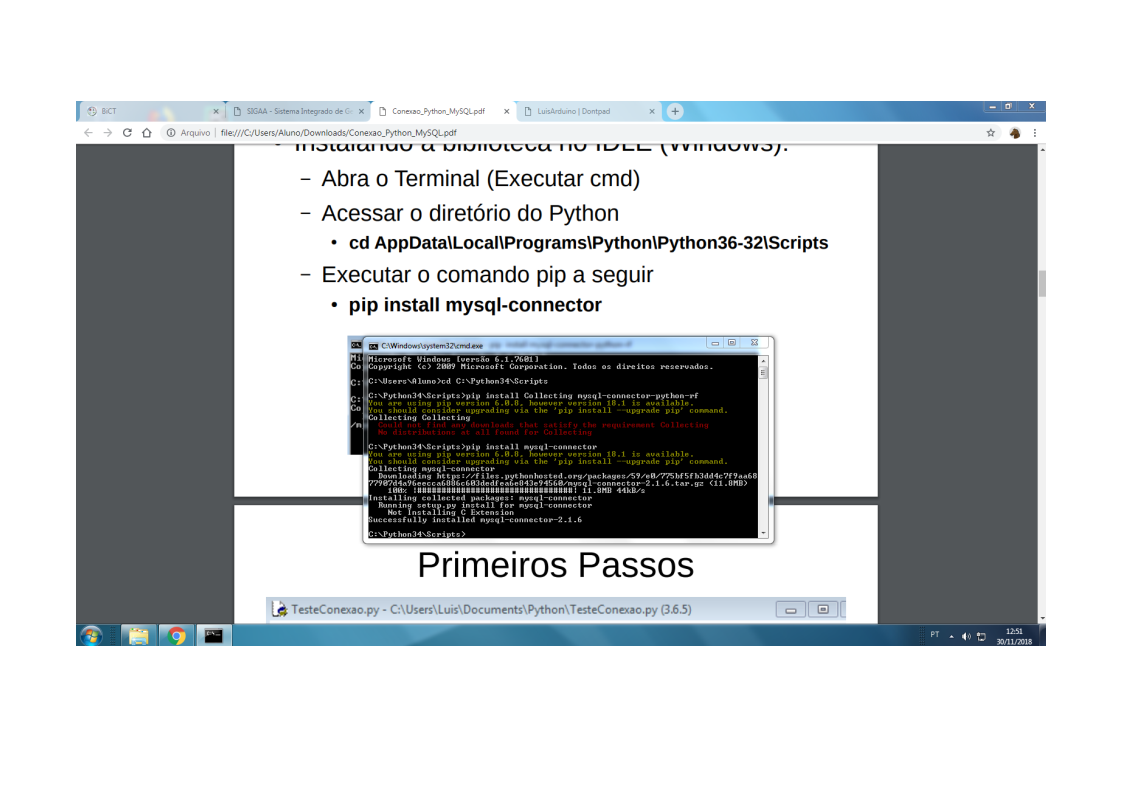 BICT
SIGAA - Sistema Integrado de Ge
Conexao_Python_MySQL.pdf
LuisArduino | Dontpad
Arquivo | file:///C:/Users/Aluno/Downloads/Conexao_Python_MySQL.pdf
Instalando a biblioteca no IDLE (Windows):
– Abra o Terminal (Executar cmd)
– Acessar o diretório do Python
• cd AppData\Local\Programs\Python\Python36-32\Scripts
– Executar o comando pip a seguir
• pip install mysql-connector
C:\Windows\system32\cmd.exe
Microsoft Windows [versão 6.1.7601]
Copyright (c) 2009 Microsoft Corporation. Todos os direitos reservados.
C:\Users\Aluno>cd C:\Python34\Scripts
C:\Python34\Scripts>pip install Collecting mysql-connector-python-rf
You are using pip version 6.0.8, however version 18.1 is available.
You should consider upgrading via the 'pip install --upgrade pip' command.
Collecting Collecting
Could not find any downloads that satisfy the requirement Collecting
No distributions at all found for Collecting
C:\Python34\Scripts>pip install mysql-connector
You are using pip version 6.0.8, however version 18.1 is available.
You should consider upgrading via the 'pip install --upgrade pip' command.
Collecting mysql-connector
Downloading https://files.pythonhosted.org/packages/59/e0/775bf5fb3dd4c7f9aa68
77907d4a96eecca6886c603dedfea6e843e94560/mysql-connector-2.1.6.tar.gz (11.8MB)
100% |################################| 11.8MB 44kB/s
Installing collected packages: mysql-connector
Running setup.py install for mysql-connector
Not Installing C Extension
Successfully installed mysql-connector-2.1.6
C:\Python34\Scripts>
Primeiros Passos
TesteConexao.py - C:\Users\Luis\Documents\Python\TesteConexao.py (3.6.5)
PT
12:51
30/11/2018